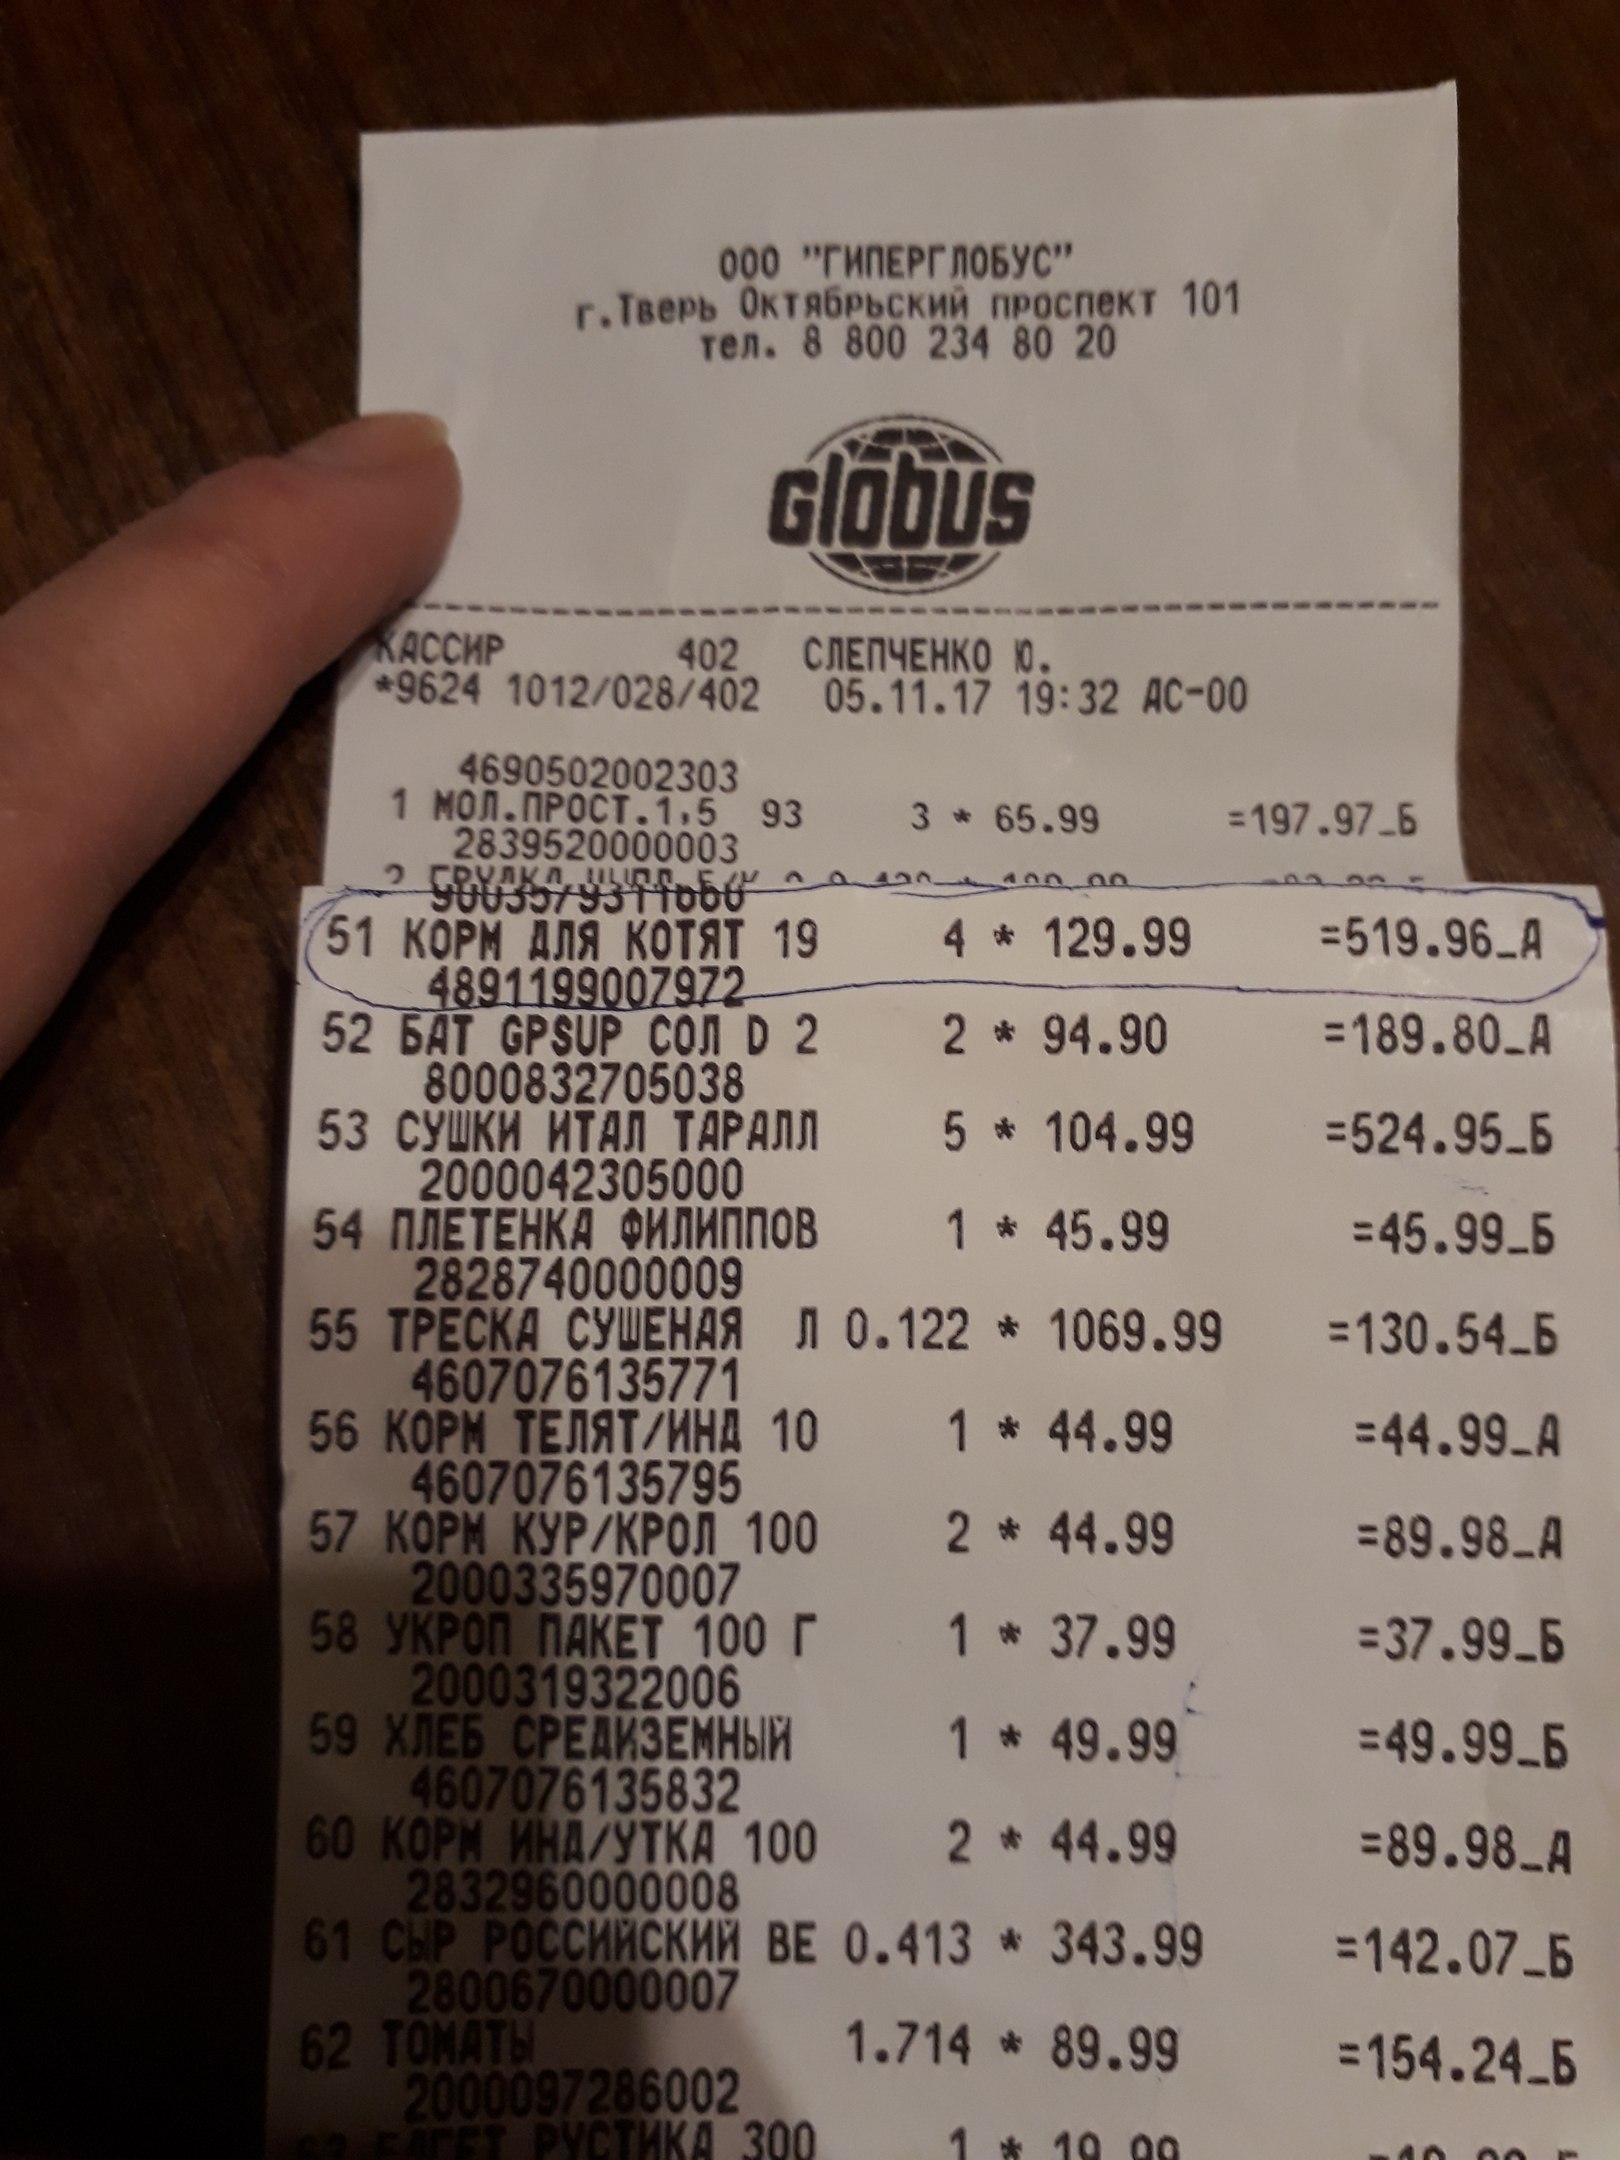 ООО "ГИПЕРГЛОБУС"
г.Тверь Октябрьский проспект 101
тел. 8 800 234 80 20
Globus
КАССИР 402 СЛЕПЧЕНКО Ю.
*9624 1012/028/402 05.11.17 19:32 АС-00
4690502002303
1 МОЛ.ПРОСТ.1,5 93 3 * 65.99 =197.97_Б
2839520000003
51 КОРМ ДЛЯ КОТЯТ 19 4 * 129.99 =519.96_А
4891199007972
52 БАТ GPSUP СОЛ D 2 2 * 94.90 =189.80_А
8000832705038
53 СУШКИ ИТАЛ ТАРАЛЛ 5 * 104.99 =524.95_Б
2000042305000
54 ПЛЕТЕНКА ФИЛИППОВ 1 * 45.99 =45.99_Б
2828740000009
55 ТРЕСКА СУШЕНАЯ Л 0.122 * 1069.99 =130.54_Б
4607076135771
56 КОРМ ТЕЛЯТ/ИНД 10 1 * 44.99 =44.99_А
4607076135795
57 КОРМ КУР/КРОЛ 100 2 * 44.99 =89.98_А
2000335970007
58 УКРОП ПАКЕТ 100 Г 1 * 37.99 =37.99_Б
2000319322006
59 ХЛЕБ СРЕДИЗЕМНЫЙ 1 * 49.99 =49.99_Б
4607076135832
60 КОРМ ИНД/УТКА 100 2 * 44.99 =89.98_А
2832960000008
61 СЫР РОССИЙСКИЙ ВЕ 0.413 * 343.99 =142.07_Б
2800670000007
62 ТОМАТЫ 1.714 * 89.99 =154.24_Б
2000097286002
РУСТИКА 300 1 *